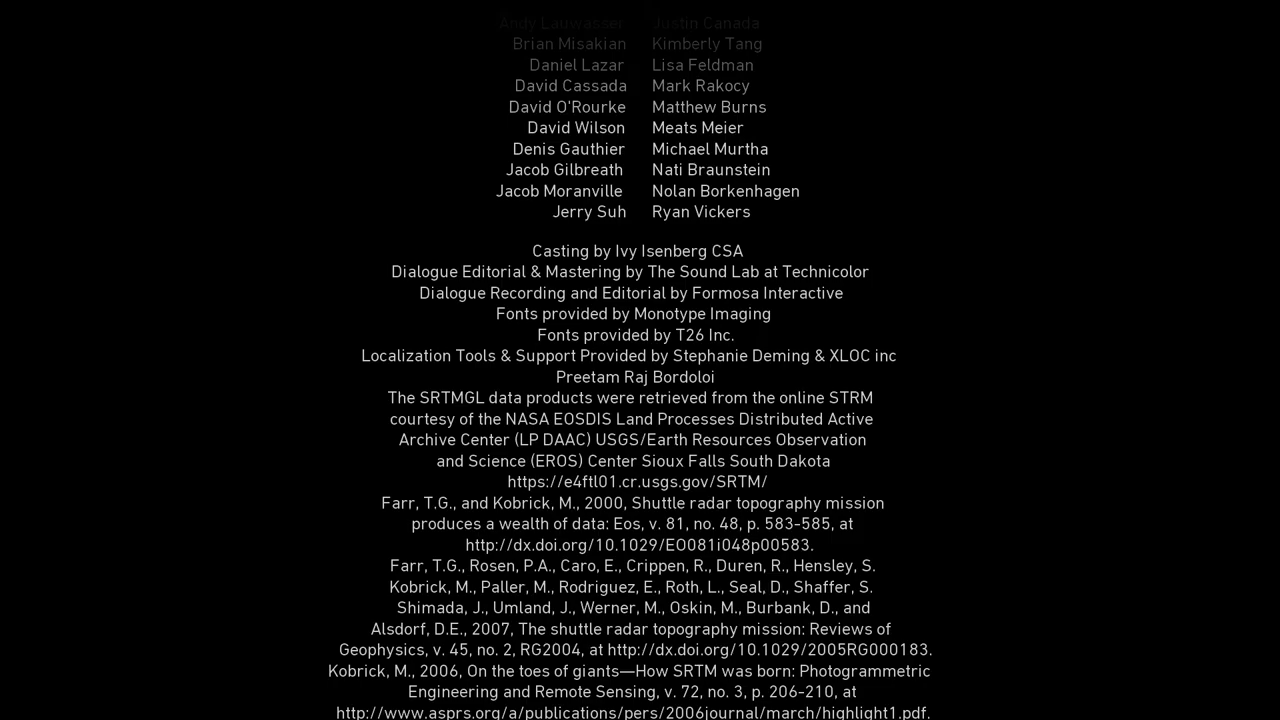 Andy Lauwasser Justin Canada
Brian Misakian Kimberly Tang
Daniel Lazar Lisa Feldman
David Cassada Mark Rakocy
David O'Rourke Matthew Burns
David Wilson Meats Meier
Denis Gauthier Michael Murtha
Jacob Gilbreath Nati Braunstein
Jacob Moranville Nolan Borkenhagen
Jerry Suh Ryan Vickers
Casting by Ivy Isenberg CSA
Dialogue Editorial & Mastering by The Sound Lab at Technicolor
Dialogue Recording and Editorial by Formosa Interactive
Fonts provided by Monotype Imaging
Fonts provided by T26 Inc.
Localization Tools & Support Provided by Stephanie Deming & XLOC inc
Preetam Raj Bordoloi
The SRTMGL data products were retrieved from the online STRM
courtesy of the NASA EOSDIS Land Processes Distributed Active
Archive Center (LP DAAC) USGS/Earth Resources Observation
and Science (EROS) Center Sioux Falls South Dakota
https://e4ftl01.cr.usgs.gov/SRTM/
Farr, T.G., and Kobrick, M., 2000, Shuttle radar topography mission
produces a wealth of data: Eos, v. 81, no. 48, p. 583-585, at
http://dx.doi.org/10.1029/EO081i048p00583.
Farr, T.G., Rosen, P.A., Caro, E., Crippen, R., Duren, R., Hensley, S.
Kobrick, M., Paller, M., Rodriguez, E., Roth, L., Seal, D., Shaffer, S.
Shimada, J., Umland, J., Werner, M., Oskin, M., Burbank, D., and
Alsdorf, D.E., 2007, The shuttle radar topography mission: Reviews of
Geophysics, v. 45, no. 2, RG2004, at http://dx.doi.org/10.1029/2005RG000183.
Kobrick, M., 2006, On the toes of giants—How SRTM was born: Photogrammetric
Engineering and Remote Sensing, v. 72, no. 3, p. 206-210, at
http://www.asprs.org/a/publications/pers/2006journal/march/highlight1.pdf.